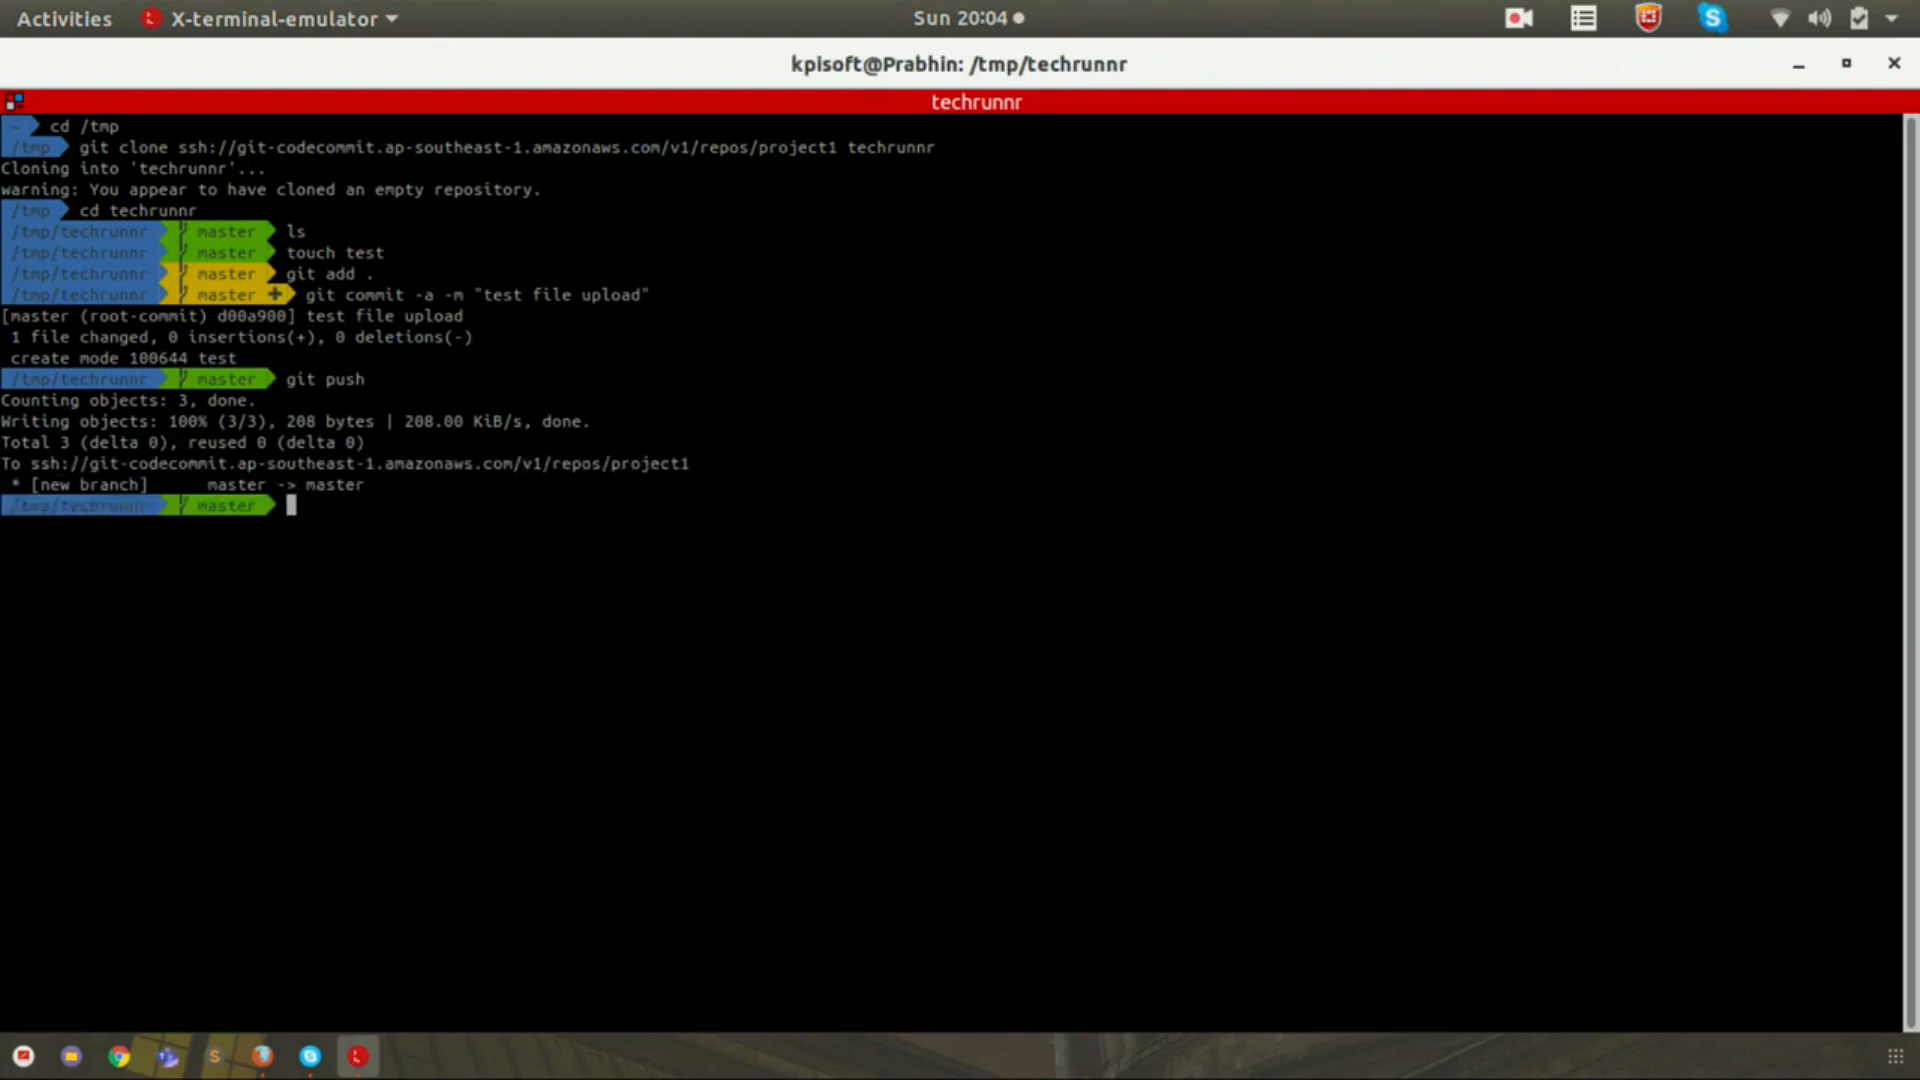 Activities X-terminal-emulator Sun 20:04
kpisoft@Prabhin: /tmp/techrunnr
techrunnr
~ cd /tmp
/tmp git clone ssh://git-codecommit.ap-southeast-1.amazonaws.com/v1/repos/project1 techrunnr
Cloning into 'techrunnr'...
warning: You appear to have cloned an empty repository.
/tmp cd techrunnr
/tmp/techrunnr master ls
/tmp/techrunnr master touch test
/tmp/techrunnr master git add .
/tmp/techrunnr master + git commit -a -m "test file upload"
[master (root-commit) d00a900] test file upload
1 file changed, 0 insertions(+), 0 deletions(-)
create mode 100644 test
/tmp/techrunnr master git push
Counting objects: 3, done.
Writing objects: 100% (3/3), 208 bytes | 208.00 KiB/s, done.
Total 3 (delta 0), reused 0 (delta 0)
To ssh://git-codecommit.ap-southeast-1.amazonaws.com/v1/repos/project1
* [new branch] master -> master
/tmp/techrunnr master